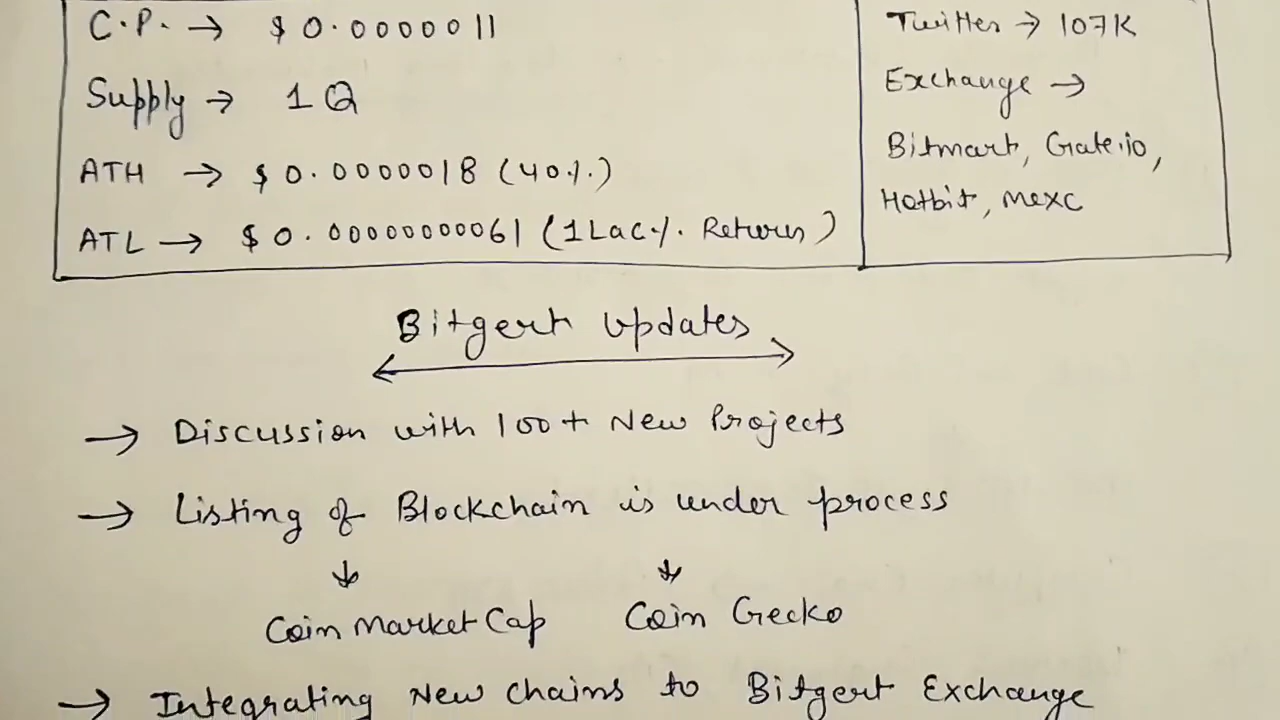 C.P. → $0.0000011
Supply → 1Q
ATH → $0.0000018 (40%)
ATL → $0.00000000061 (1Lac% Return)
Twitter → 107K
Exchange →
Bitmart, Gate.io,
Hotbit, mexc
Bitgert updates
→ Discussion with 100+ New Projects
→ Listing of Blockchain is under process
↓ ↓
Coin Market Cap Coin Gecko
→ Integrating New chains to Bitgert Exchange